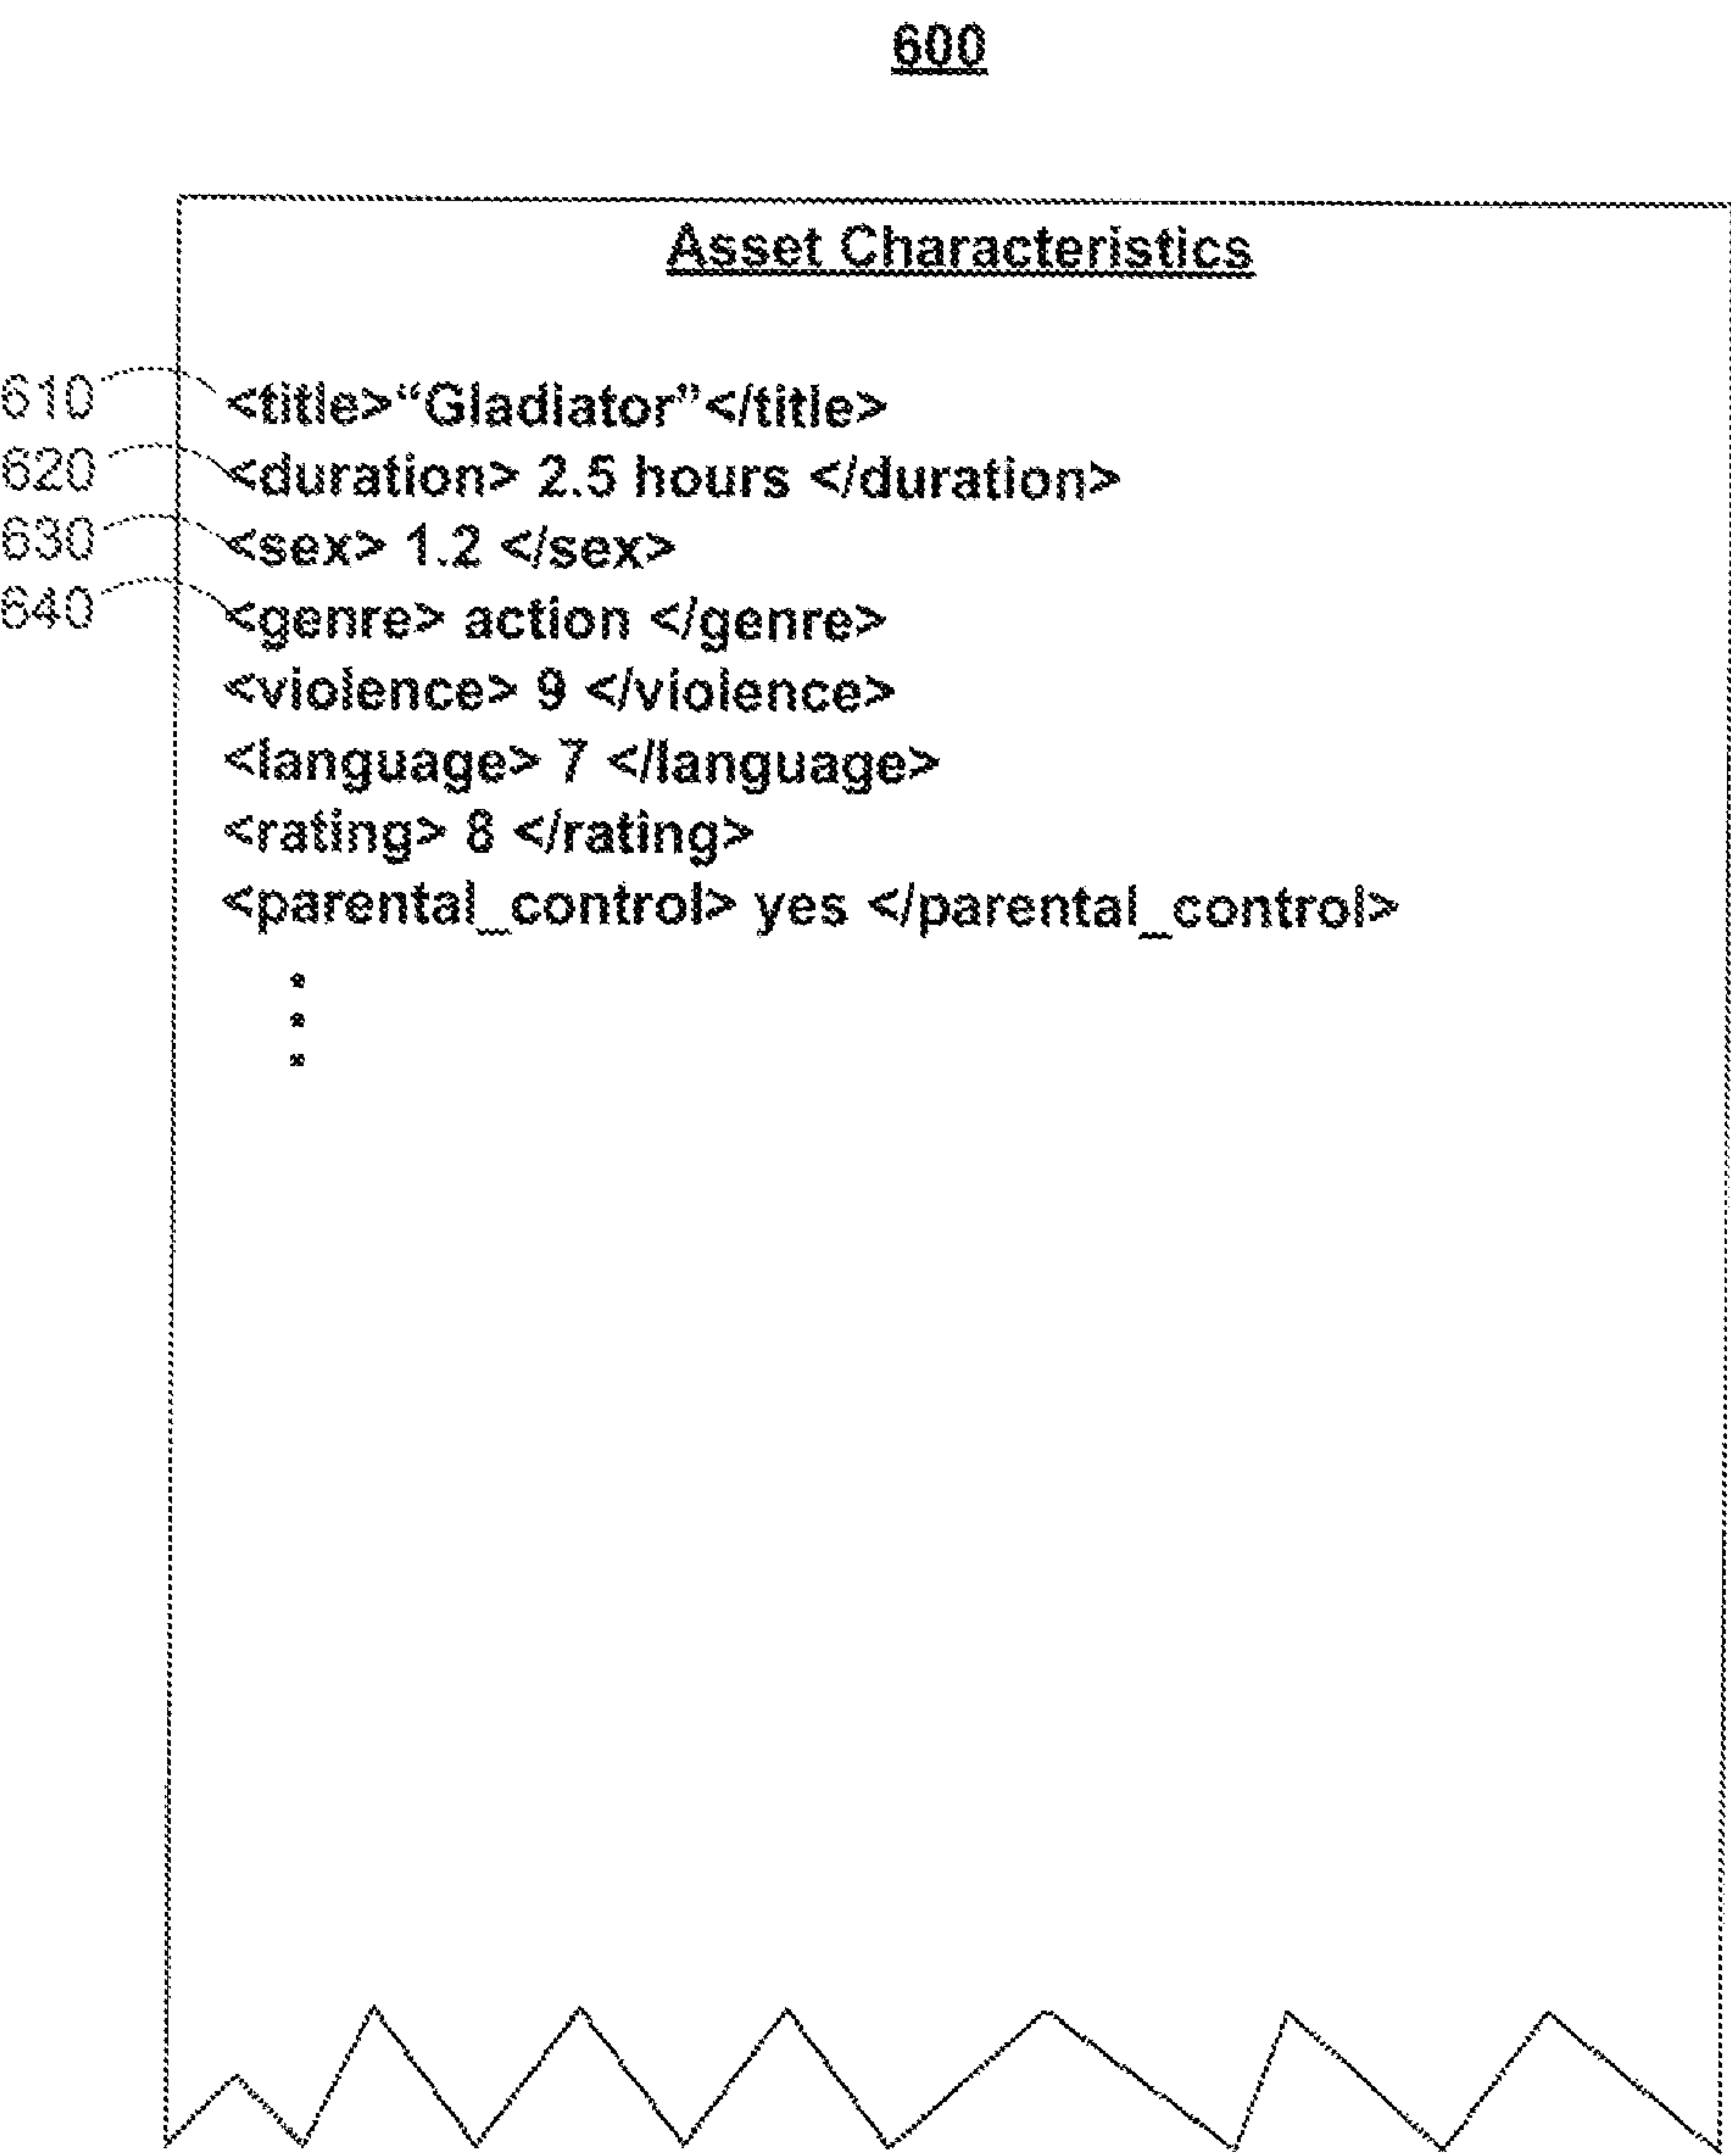 600
Asset Characteristics
610 <title>“Gladiator”</title>
620 <duration> 2.5 hours </duration>
630 <sex> 1.2 </sex>
640 <genre> action </genre>
<violence> 9 </violence>
<language> 7 </language>
<rating> 8 </rating>
<parental_control> yes </parental_control>